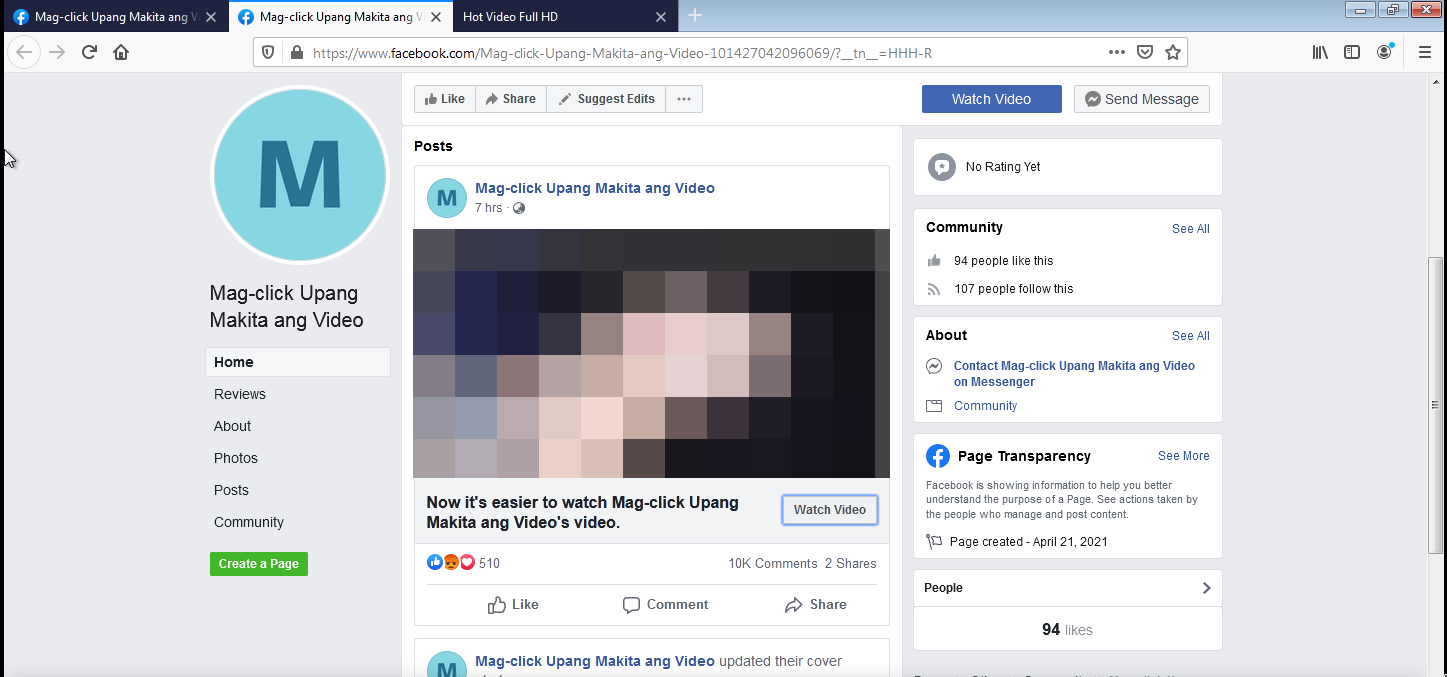 Mag-click Upang Makita ang V
Mag-click Upang Makita ang Vi
Hot Video Full HD
https://www.facebook.com/Mag-click-Upang-Makita-ang-Video-101427042096069/?__tn__=HHH-R
M
Mag-click Upang
Makita ang Video
Home
Reviews
About
Photos
Posts
Community
Create a Page
Like
Share
Suggest Edits
Watch Video
Send Message
Posts
M
Mag-click Upang Makita ang Video
7 hrs ·
Now it's easier to watch Mag-click Upang
Makita ang Video's video.
Watch Video
510
10K Comments 2 Shares
Like
Comment
Share
M
Mag-click Upang Makita ang Video updated their cover
No Rating Yet
Community
See All
94 people like this
107 people follow this
About
See All
Contact Mag-click Upang Makita ang Video
on Messenger
Community
Page Transparency
See More
Facebook is showing information to help you better
understand the purpose of a Page. See actions taken by
the people who manage and post content.
Page created - April 21, 2021
People
94 likes